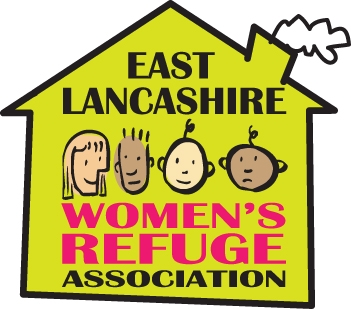 EAST
LANCASHIRE
WOMEN'S
REFUGE
ASSOCIATION